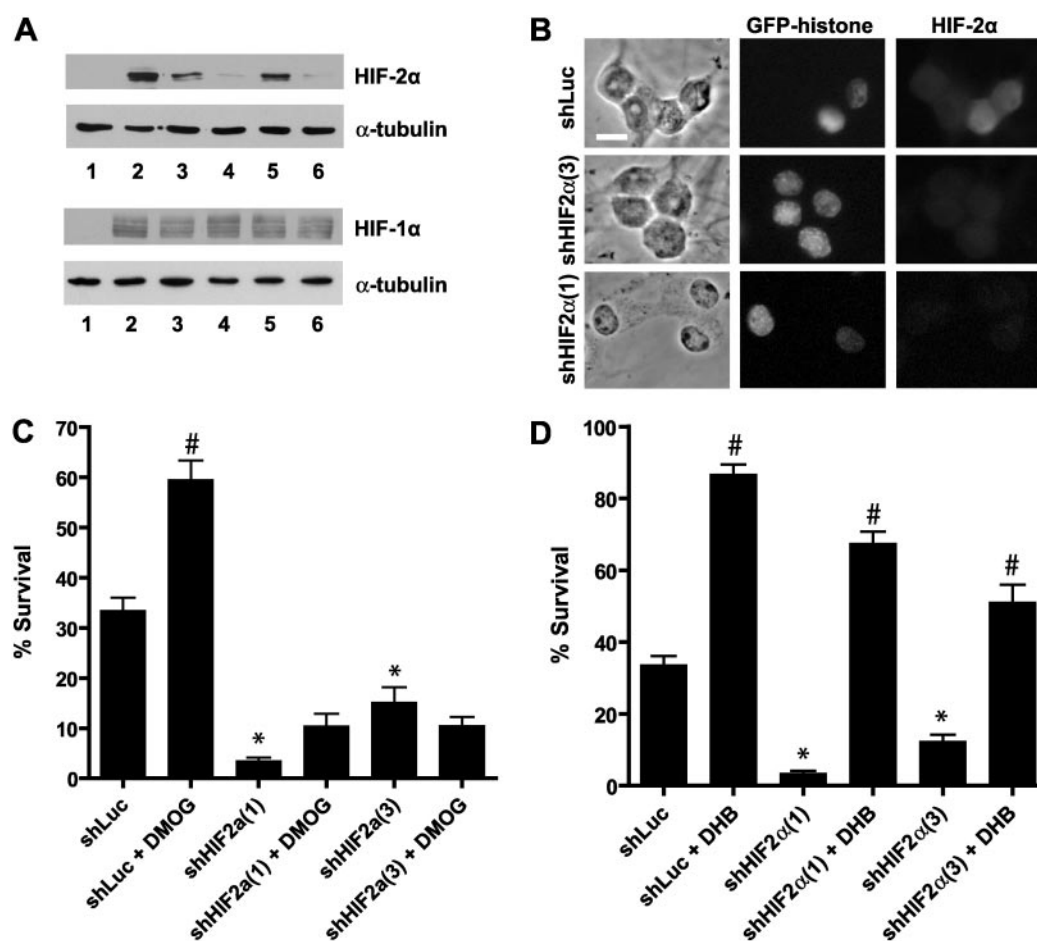 A
HIF-2α
α-tubulin
1 2 3 4 5 6
HIF-1α
α-tubulin
1 2 3 4 5 6
B
GFP-histone HIF-2α
shLuc
shHIF2α(3)
shHIF2α(1)
C
% Survival
70
60
50
40
30
20
10
0
#
*
*
shLuc
shLuc + DMOG
shHIF2a(1)
shHIF2a(1) + DMOG
shHIF2a(3)
shHIF2a(3) + DMOG
D
% Survival
100
80
60
40
20
0
#
*
#
*
#
shLuc
shLuc + DHB
shHIF2α(1)
shHIF2α(1) + DHB
shHIF2α(3)
shHIF2α(3) + DHB